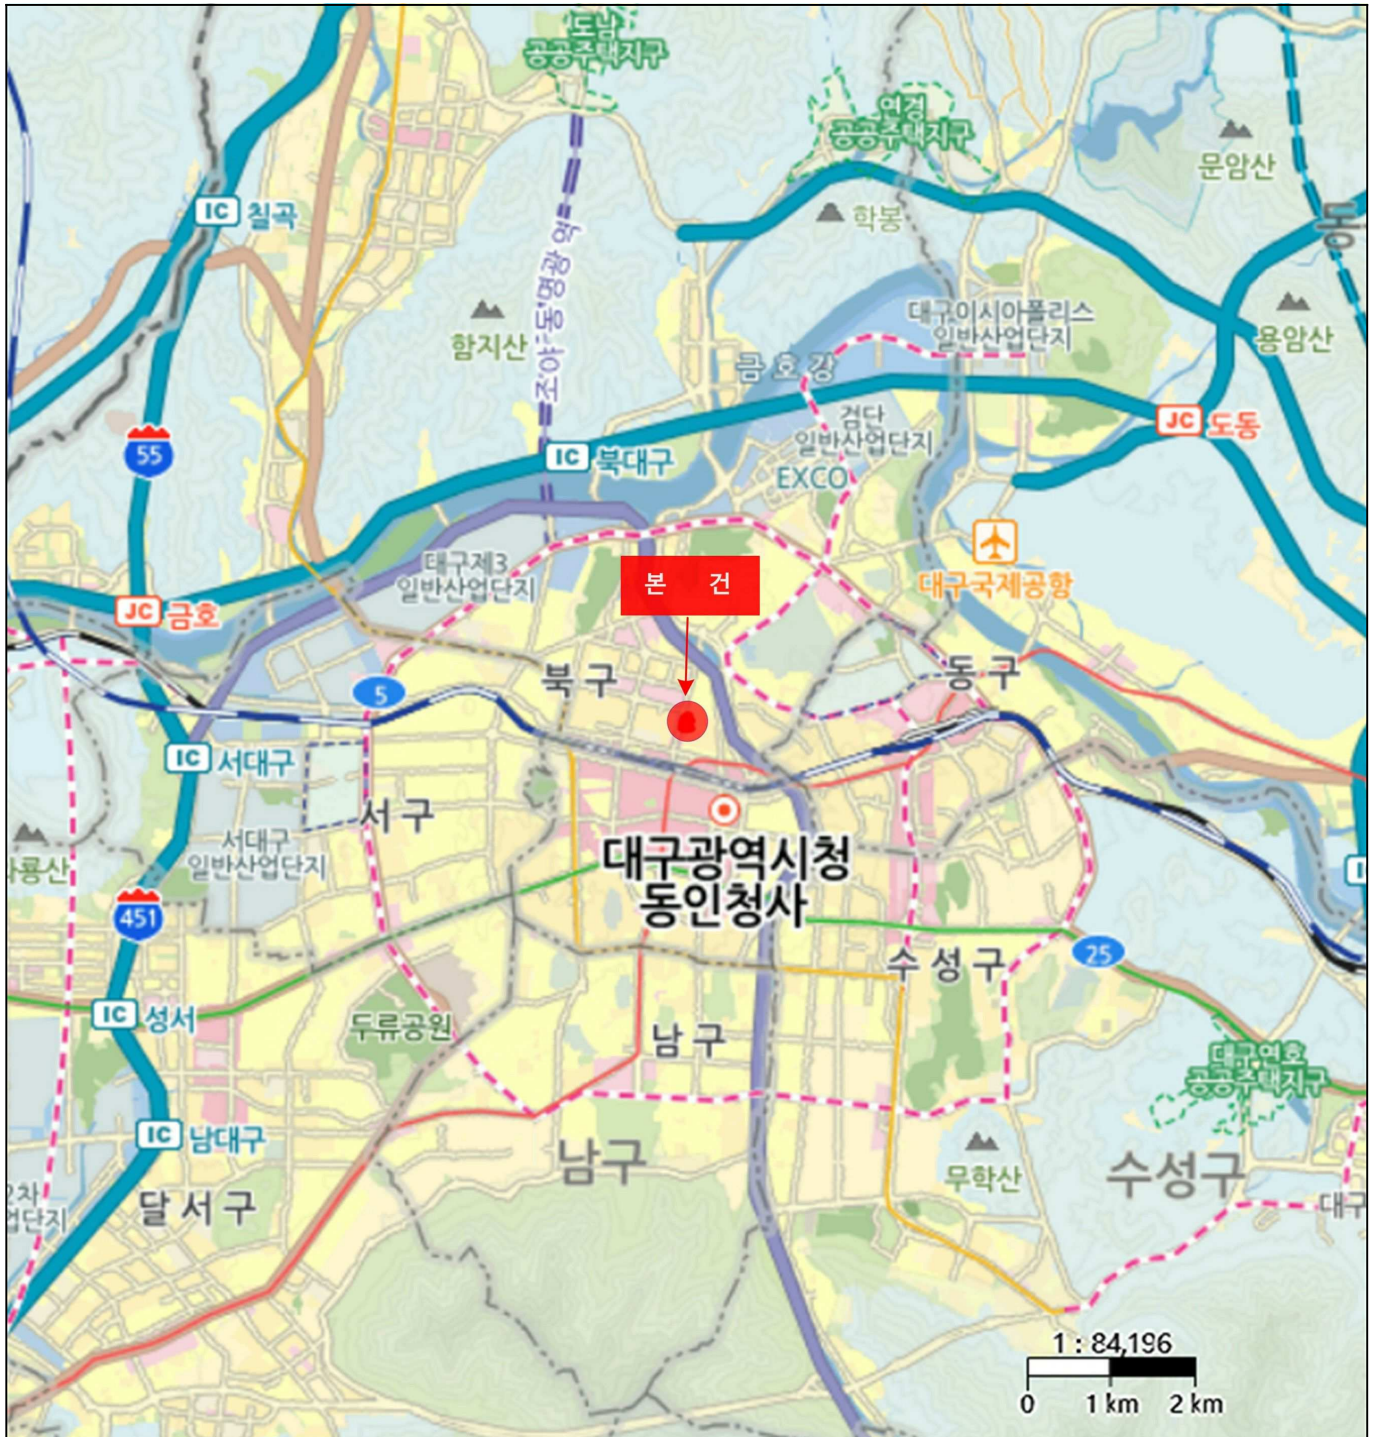 도남
공공주택지구
연경
공공주택지구
문암산
IC 칠곡
학봉
동
조야~동명광역
대구이시아폴리스
일반산업단지
함지산
용암산
금호강
검단
일반산업단지
JC 도동
55
IC 북대구
EXCO
대구제3
일반산업단지
본 건
대구국제공항
JC 금호
북구
동구
5
IC 서대구
서구
서대구
일반산업단지
대구광역시청
동인청사
451
수성구
25
IC 성서
두류공원
남구
대구연호
공공주택지구
IC 남대구
남구
무학산
수성구
달서구
1 : 84,196
0 1 km 2 km